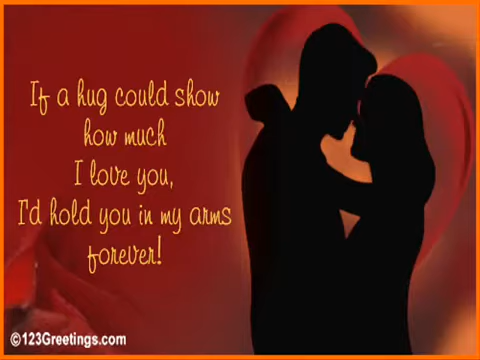 If a hug could show
how much
I love you,
I'd hold you in my arms
forever!
©123Greetings.com